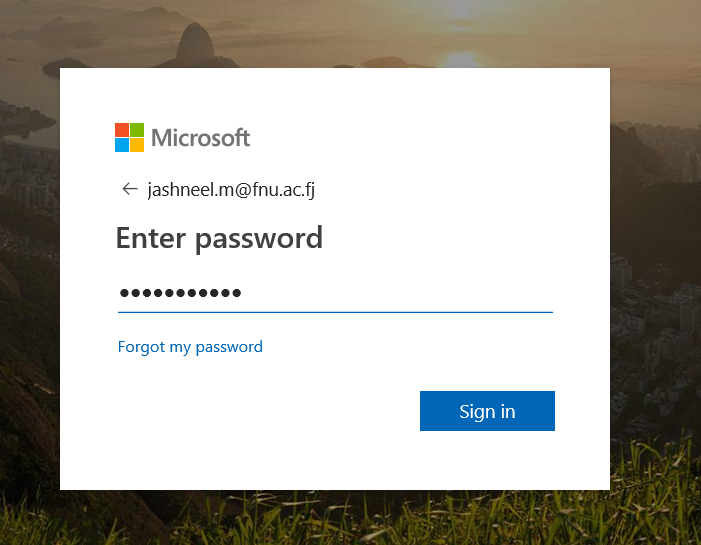 Microsoft
← jashneel.m@fnu.ac.fj
Enter password
•••••••••••
Forgot my password
Sign in